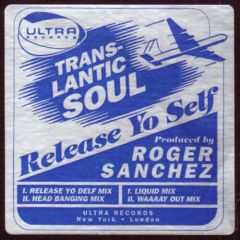 ULTRA
RECORDS
TRANS-
LANTIC
SOUL
Release Yo Self
Produced by
ROGER
SANCHEZ
I. RELEASE YO DELF MIX
II. HEAD BANGING MIX
I. LIQUID MIX
II. WAAAAY OUT MIX
ULTRA RECORDS
New York • London